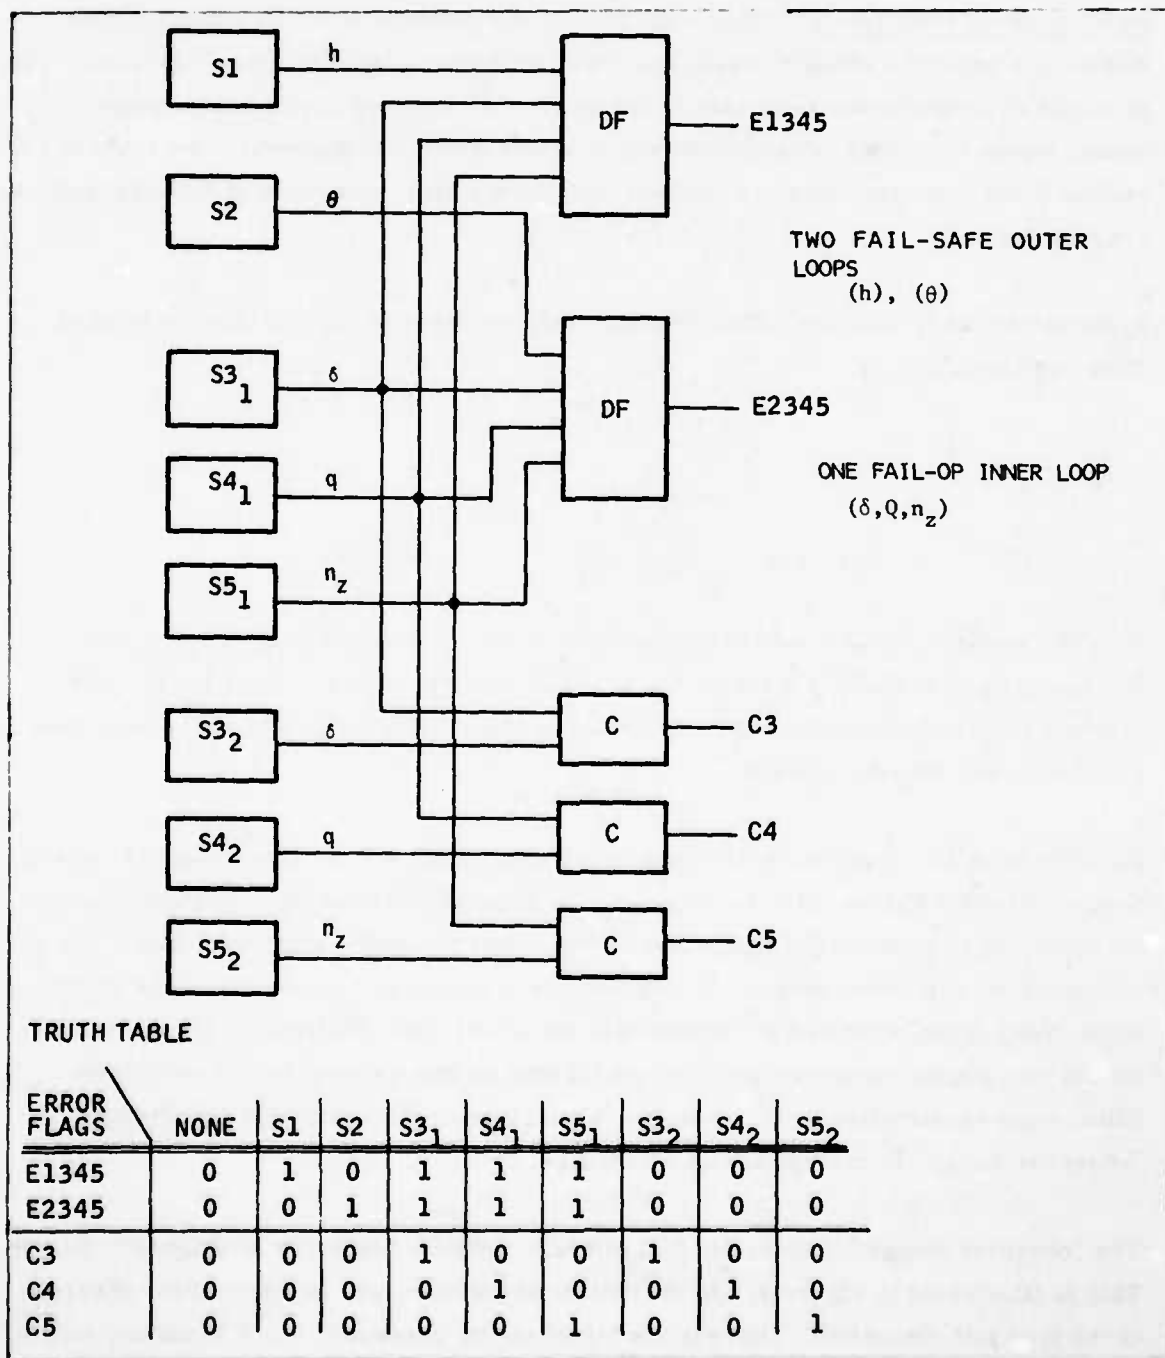 S1 h
DF E1345
S2 θ
TWO FAIL-SAFE OUTER
LOOPS
(h), (θ)
S3₁ δ
DF E2345
S4₁ q
ONE FAIL-OP INNER LOOP
(δ,Q,n_z)
S5₁ n_z
S3₂ δ C C3
S4₂ q C C4
S5₂ n_z C C5
TRUTH TABLE
ERROR
FLAGS NONE S1 S2 S3₁ S4₁ S5₁ S3₂ S4₂ S5₂
E1345 0 1 0 1 1 1 0 0 0
E2345 0 0 1 1 1 1 0 0 0
C3 0 0 0 1 0 0 1 0 0
C4 0 0 0 0 1 0 0 1 0
C5 0 0 0 0 0 1 0 0 1